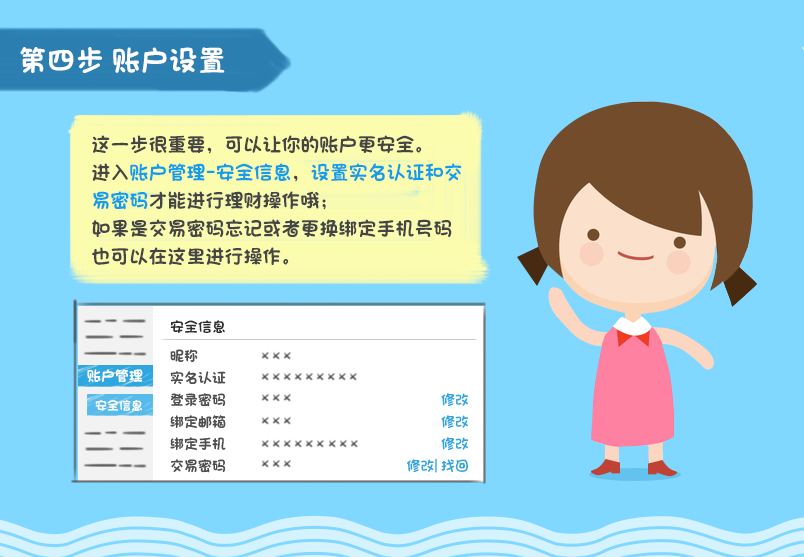 第四步 账户设置
这一步很重要，可以让你的账户更安全。
进入账户管理-安全信息，设置实名认证和交
易密码才能进行理财操作哦；
如果是交易密码忘记或者更换绑定手机号码
也可以在这里进行操作。
安全信息
昵称 ×××
账户管理
实名认证 ×××××××××
安全信息
登录密码 ××× 修改
绑定邮箱 ××× 修改
绑定手机 ××××××××× 修改
交易密码 ××× 修改|找回